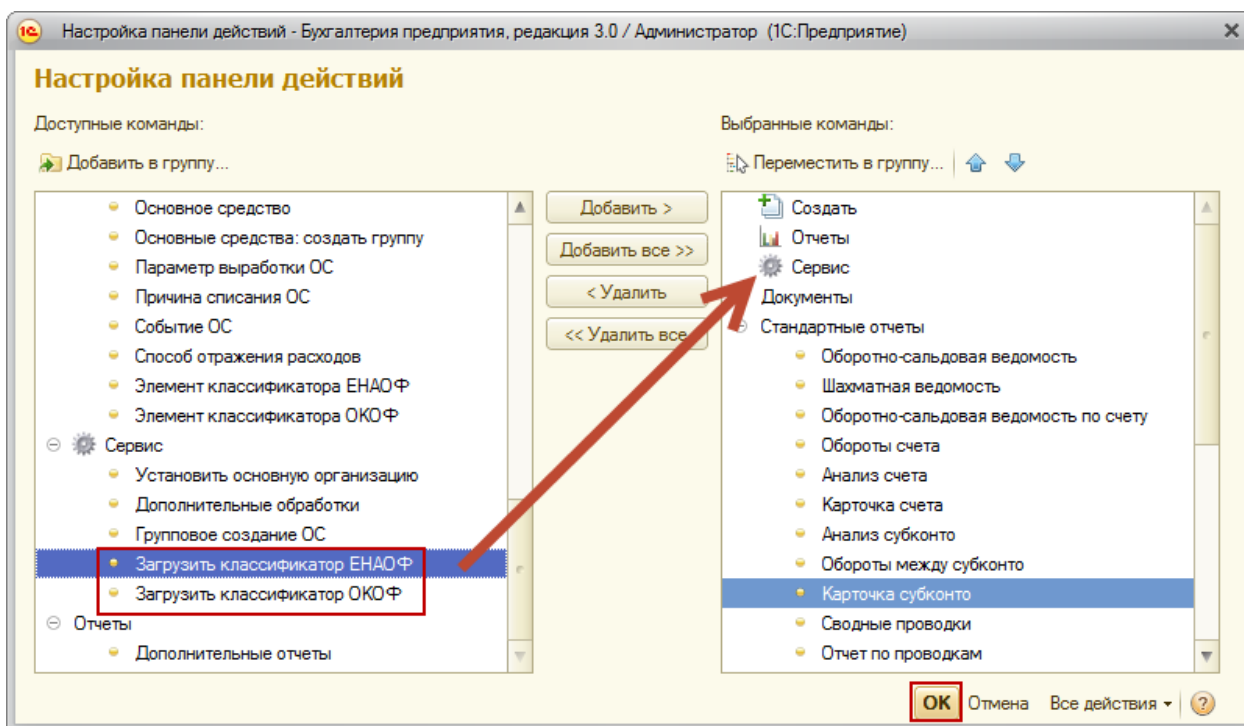 Настройка панели действий - Бухгалтерия предприятия, редакция 3.0 / Администратор (1С:Предприятие)
Настройка панели действий
Доступные команды:
Выбранные команды:
Добавить в группу...
Переместить в группу...
Основное средство
Основные средства: создать группу
Параметр выработки ОС
Причина списания ОС
Событие ОС
Способ отражения расходов
Элемент классификатора ЕНАОФ
Элемент классификатора ОКОФ
Сервис
Установить основную организацию
Дополнительные обработки
Групповое создание ОС
Загрузить классификатор ЕНАОФ
Загрузить классификатор ОКОФ
Отчеты
Дополнительные отчеты
Добавить >
Добавить все >>
< Удалить
<< Удалить все
Создать
Отчеты
Сервис
Документы
Стандартные отчеты
Оборотно-сальдовая ведомость
Шахматная ведомость
Оборотно-сальдовая ведомость по счету
Обороты счета
Анализ счета
Карточка счета
Анализ субконто
Обороты между субконто
Карточка субконто
Сводные проводки
Отчет по проводкам
OK Отмена Все действия ?